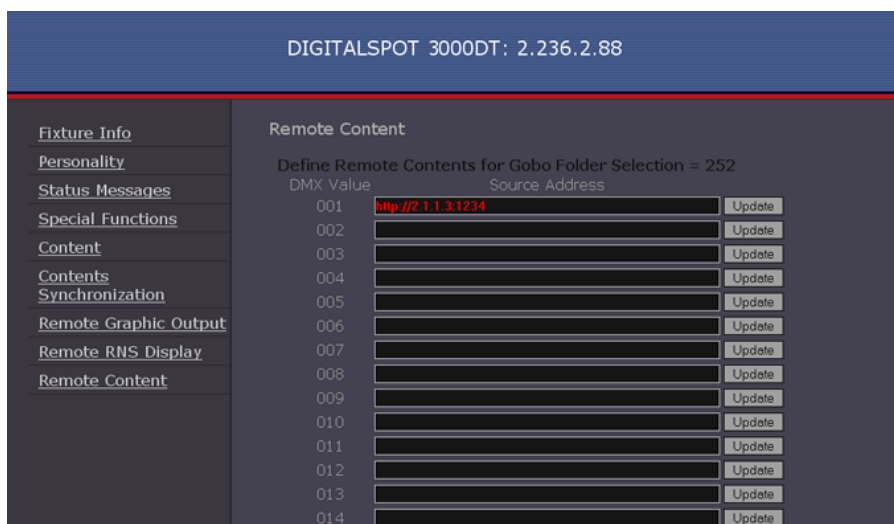 DIGITALSPOT 3000DT: 2.236.2.88
Fixture Info
Personality
Status Messages
Special Functions
Content
Contents
Synchronization
Remote Graphic Output
Remote RNS Display
Remote Content
Remote Content
Define Remote Contents for Gobo Folder Selection = 252
DMX Value Source Address
001 http://2.1.1.3:1234 Update
002 Update
003 Update
004 Update
005 Update
006 Update
007 Update
008 Update
009 Update
010 Update
011 Update
012 Update
013 Update
014 Update